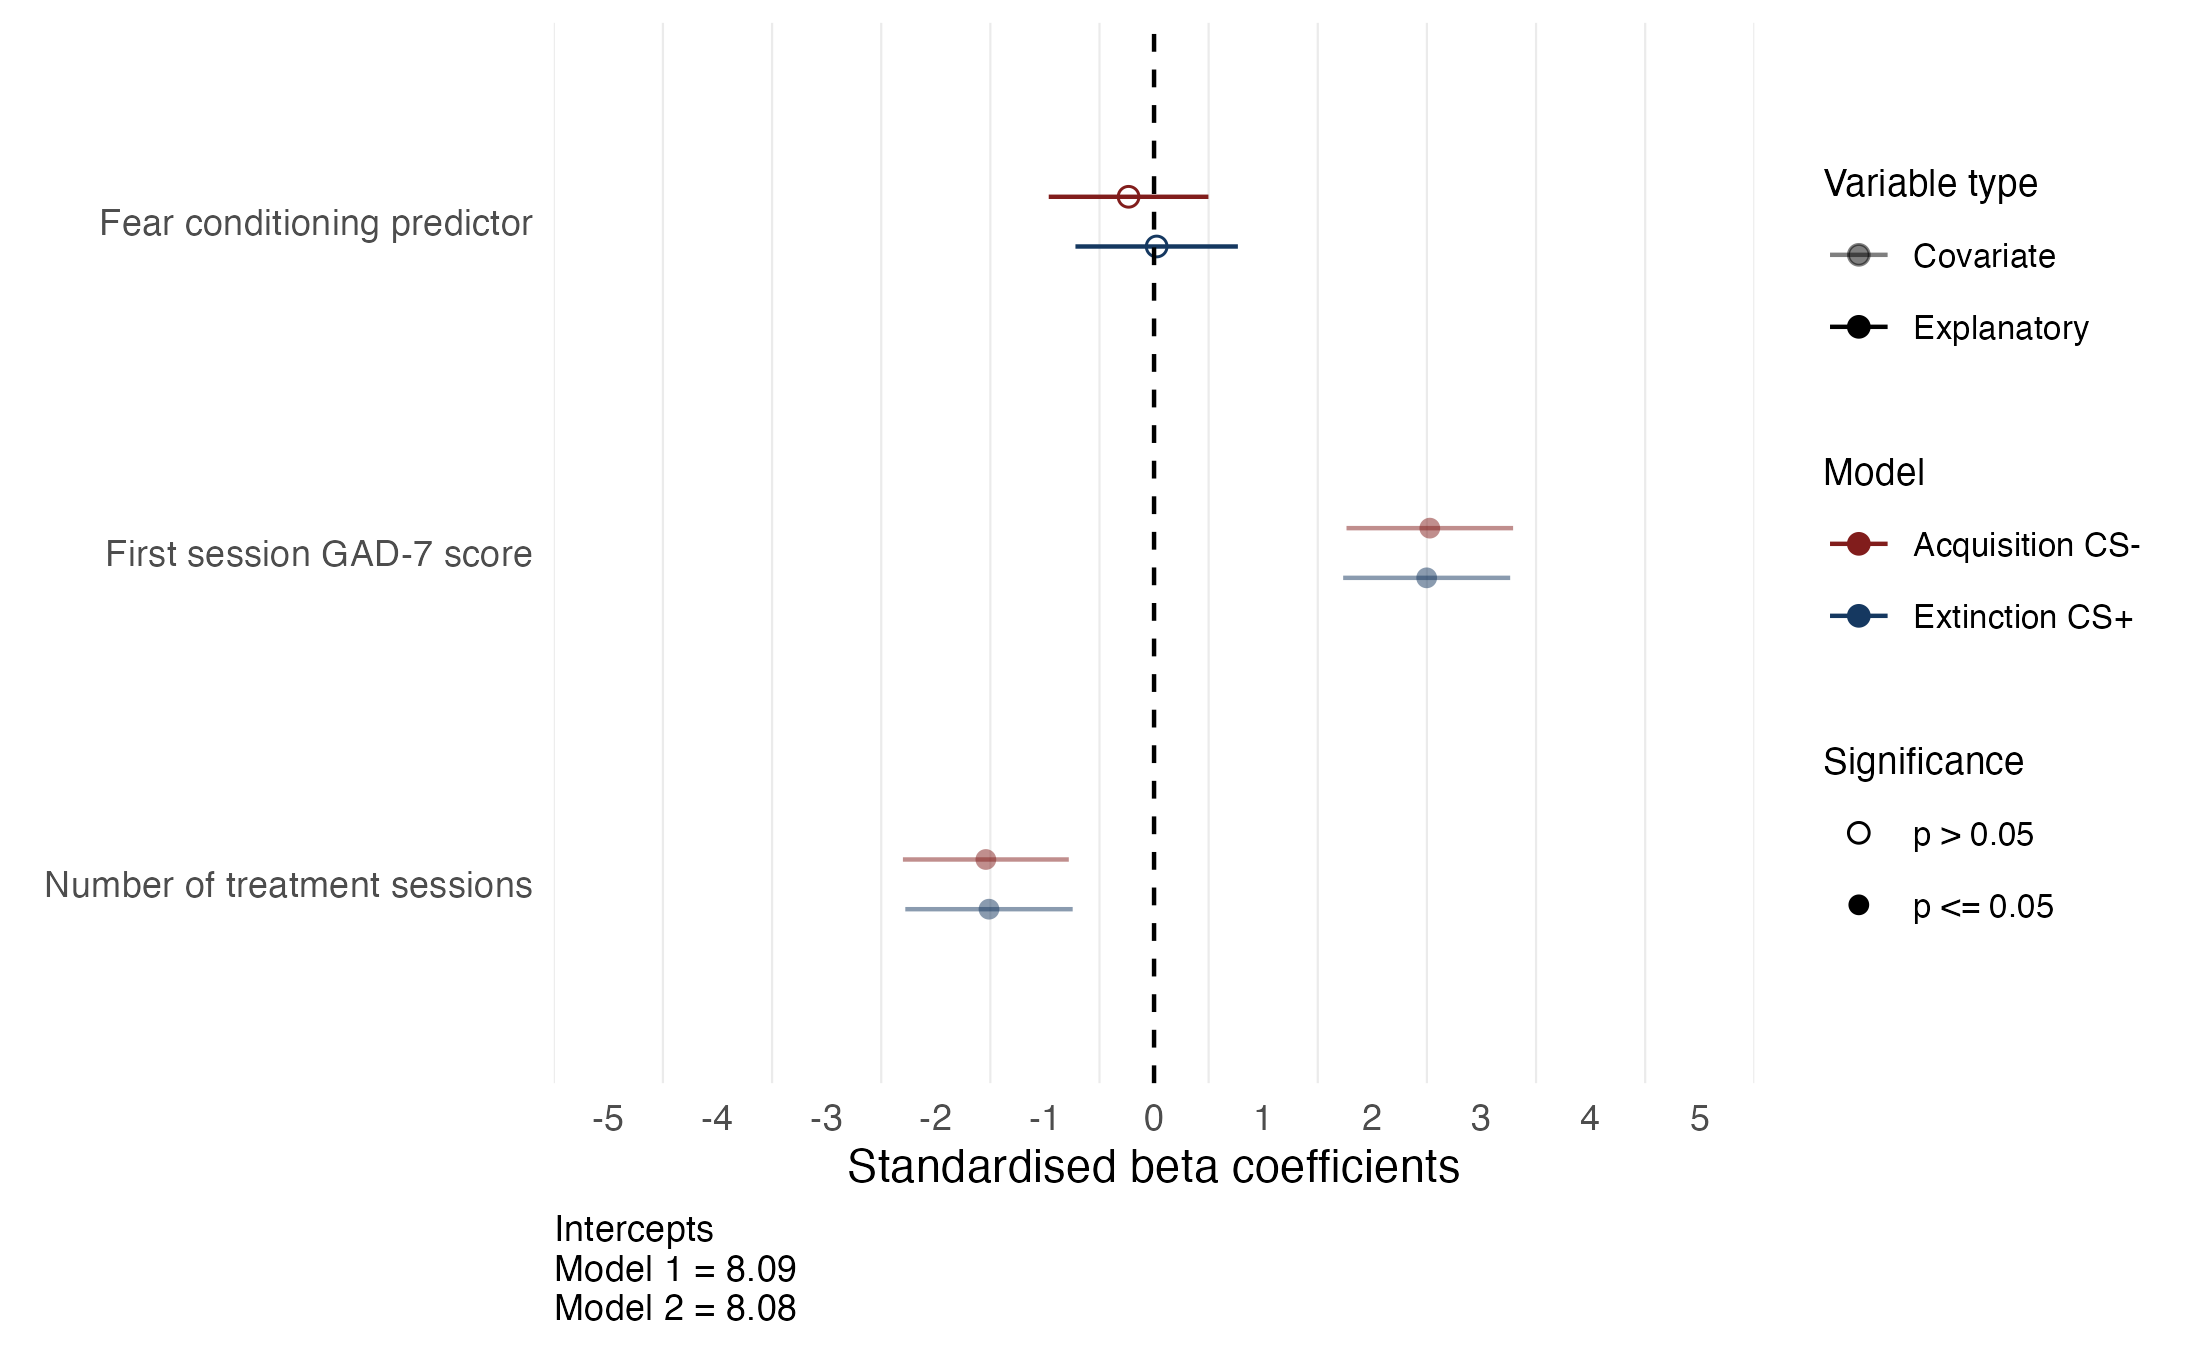 Fear conditioning predictor
First session GAD-7 score
Number of treatment sessions
-5 -4 -3 -2 -1 0 1 2 3 4 5
Standardised beta coefficients
Intercepts
Model 1 = 8.09
Model 2 = 8.08
Variable type
Covariate
Explanatory
Model
Acquisition CS-
Extinction CS+
Significance
p > 0.05
p <= 0.05